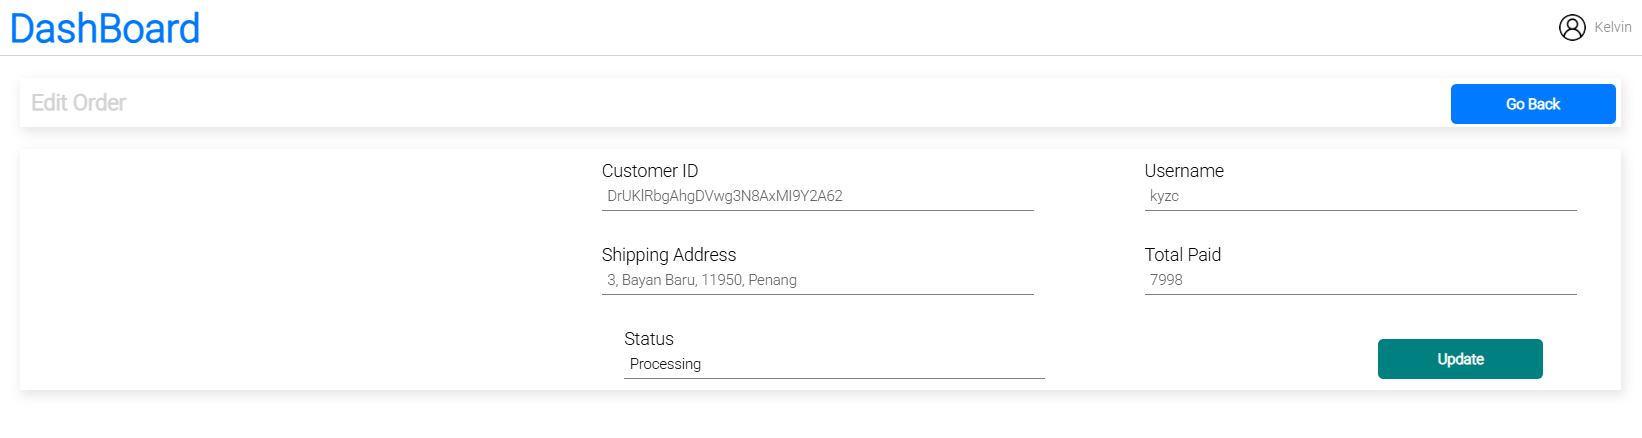 DashBoard
Kelvin
Edit Order
Go Back
Customer ID
Username
DrUKlRbgAhgDVwg3N8AxMI9Y2A62
kyzc
Shipping Address
Total Paid
3, Bayan Baru, 11950, Penang
7998
Status
Processing
Update